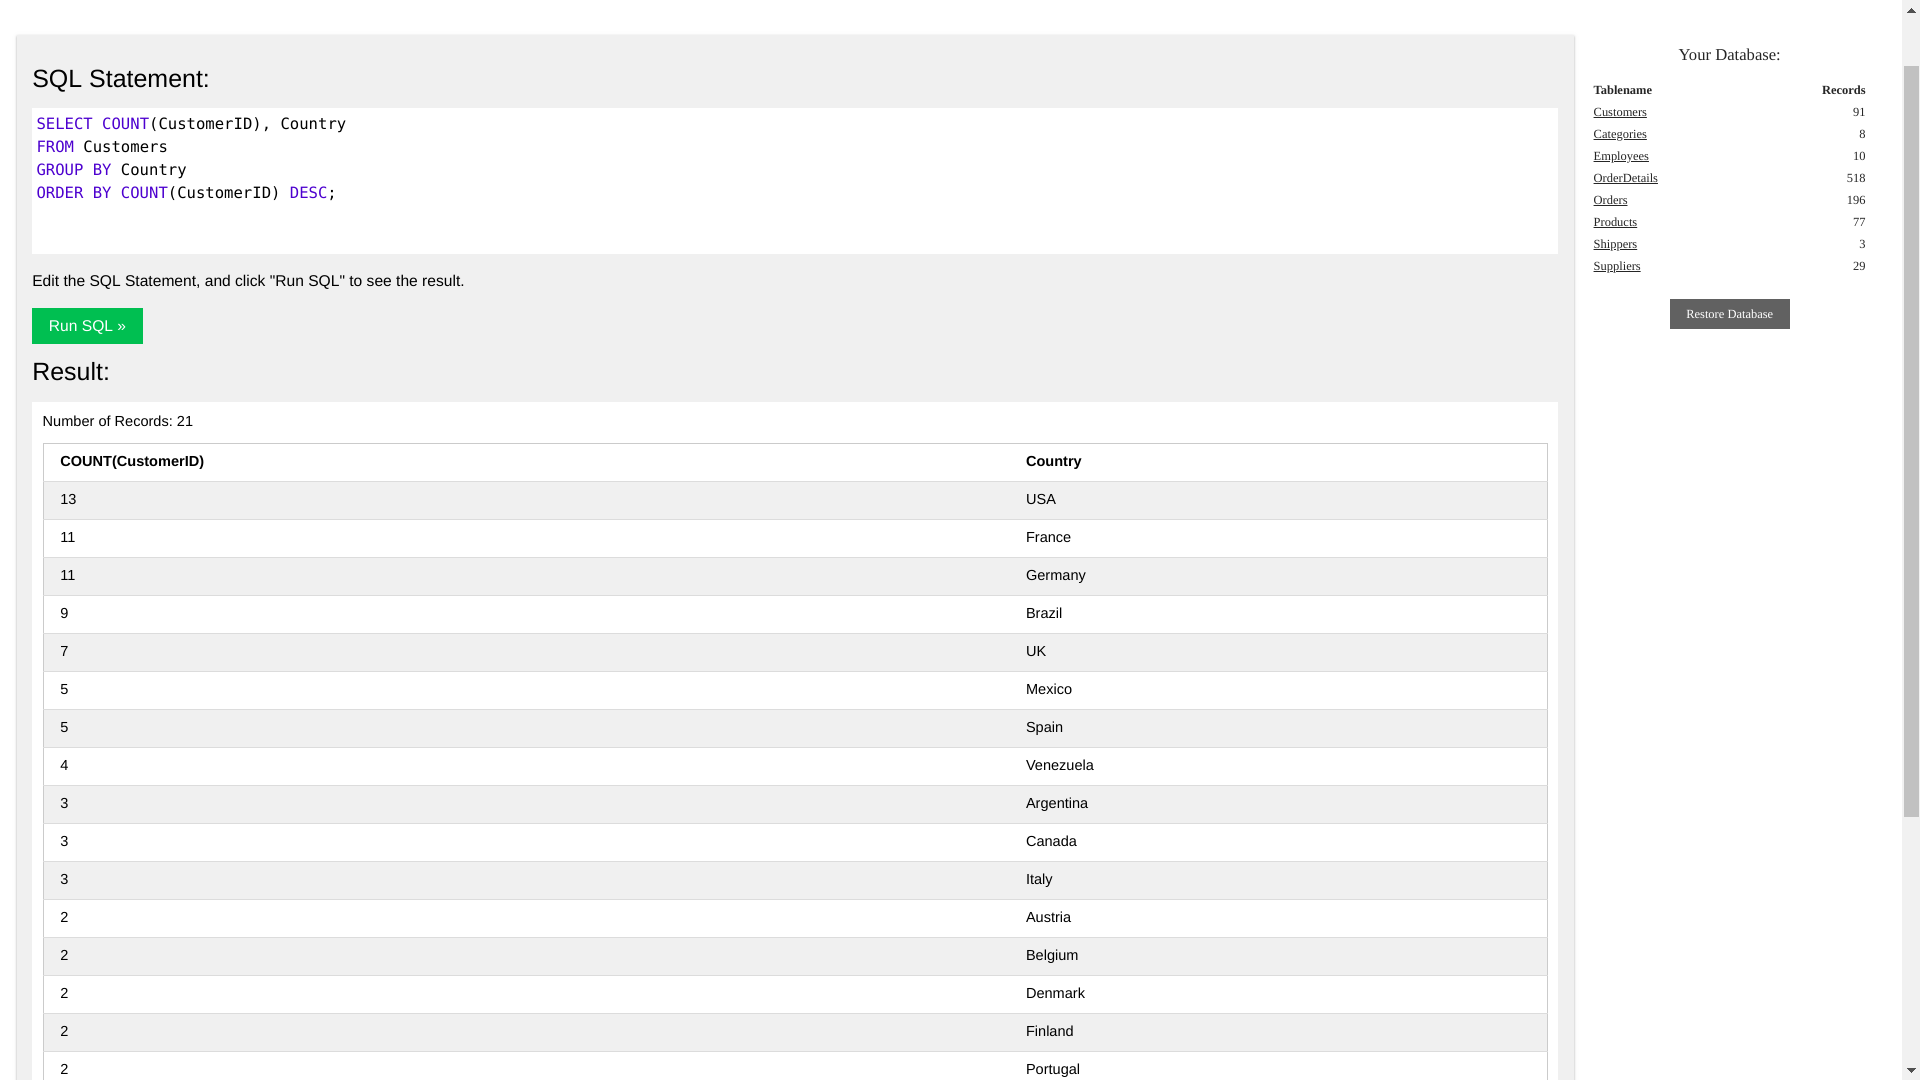 SQL Statement:
SELECT COUNT(CustomerID), Country
FROM Customers
GROUP BY Country
ORDER BY COUNT(CustomerID) DESC;
Edit the SQL Statement, and click "Run SQL" to see the result.
Run SQL »
Result:
Number of Records: 21
COUNT(CustomerID) Country
13 USA
11 France
11 Germany
9 Brazil
7 UK
5 Mexico
5 Spain
4 Venezuela
3 Argentina
3 Canada
3 Italy
2 Austria
2 Belgium
2 Denmark
2 Finland
2 Portugal
Your Database:
Tablename Records
Customers 91
Categories 8
Employees 10
OrderDetails 518
Orders 196
Products 77
Shippers 3
Suppliers 29
Restore Database